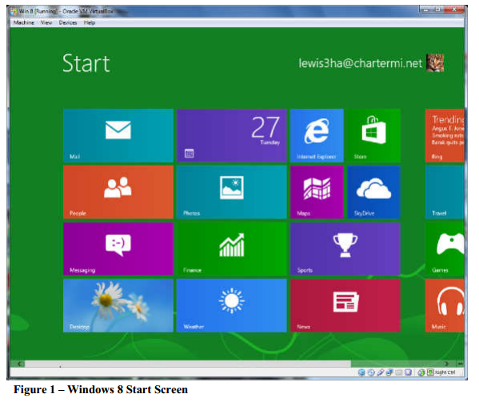 Win 8 [Running] - Oracle VM VirtualBox
Machine View Devices Help
Start
lewis3ha@chartermi.net
Mail
27
Tuesday
Internet Explorer
Store
Trending
Bing
People
Photos
Maps
SkyDrive
Travel
Messaging
Finance
Sports
Games
Desktop
Weather
News
Music
Right Ctrl
Figure 1 – Windows 8 Start Screen